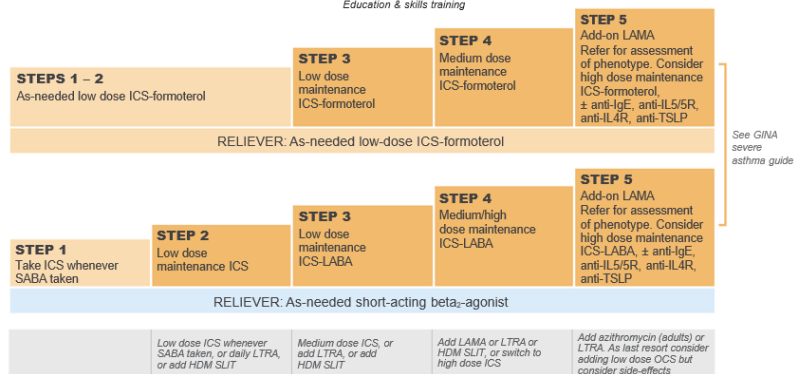 Education & skills training
STEPS 1 – 2
As-needed low dose ICS-formoterol
STEP 3
Low dose
maintenance
ICS-formoterol
STEP 4
Medium dose
maintenance
ICS-formoterol
STEP 5
Add-on LAMA
Refer for assessment
of phenotype. Consider
high dose maintenance
ICS-formoterol,
± anti-IgE, anti-IL5/5R,
anti-IL4R, anti-TSLP
RELIEVER: As-needed low-dose ICS-formoterol
See GINA
severe
asthma guide
STEP 1
Take ICS whenever
SABA taken
STEP 2
Low dose
maintenance ICS
STEP 3
Low dose
maintenance
ICS-LABA
STEP 4
Medium/high
dose maintenance
ICS-LABA
STEP 5
Add-on LAMA
Refer for assessment
of phenotype. Consider
high dose maintenance
ICS-LABA, ± anti-IgE,
anti-IL5/5R, anti-IL4R,
anti-TSLP
RELIEVER: As-needed short-acting beta₂-agonist
Low dose ICS whenever
SABA taken, or daily LTRA,
or add HDM SLIT
Medium dose ICS, or
add LTRA, or add
HDM SLIT
Add LAMA or LTRA or
HDM SLIT, or switch to
high dose ICS
Add azithromycin (adults) or
LTRA. As last resort consider
adding low dose OCS but
consider side-effects